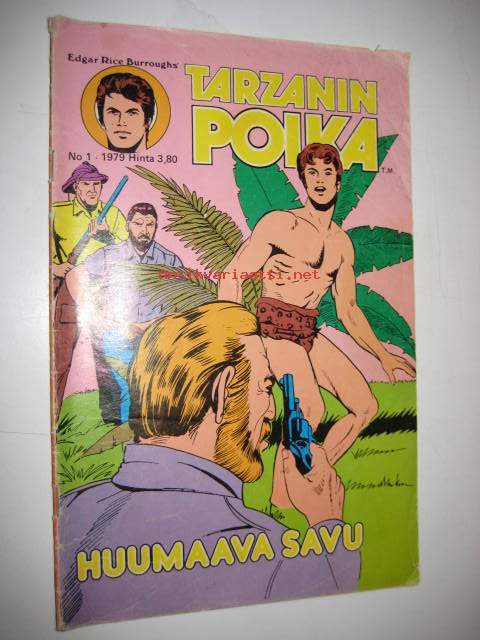 Edgar Rice Burroughs'
TARZANIN
POIKA
T.M.
No 1 · 1979 Hinta 3,80
antikvariaatti.net
HUUMAAVA SAVU